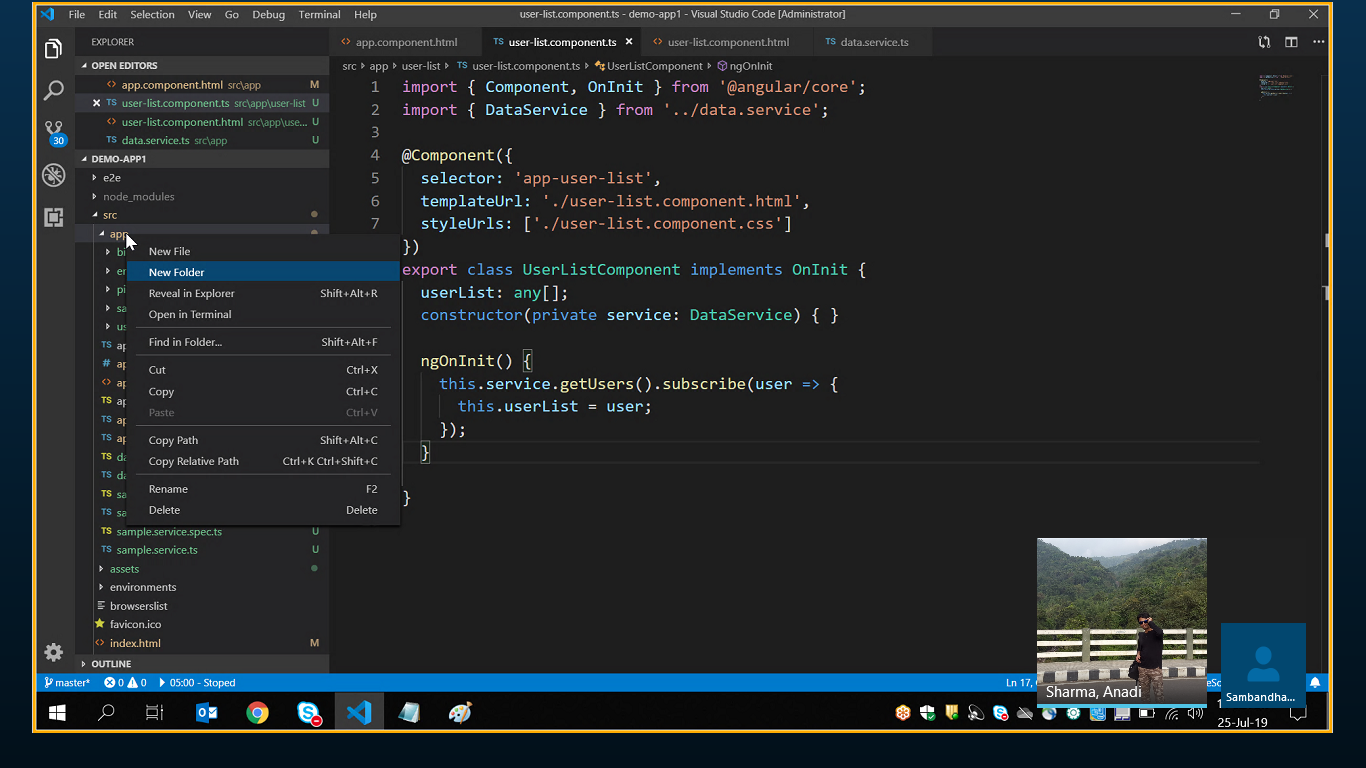 File Edit Selection View Go Debug Terminal Help
user-list.component.ts - demo-app1 - Visual Studio Code [Administrator]
EXPLORER
OPEN EDITORS
app.component.html src\app M
user-list.component.ts src\app\user-list U
user-list.component.html src\app\use... U
data.service.ts src\app U
30
DEMO-APP1
e2e
node_modules
src
app
New File
New Folder
Reveal in Explorer Shift+Alt+R
Open in Terminal
Find in Folder... Shift+Alt+F
Cut Ctrl+X
Copy Ctrl+C
Paste Ctrl+V
Copy Path Shift+Alt+C
Copy Relative Path Ctrl+K Ctrl+Shift+C
Rename F2
Delete Delete
TS sample.service.spec.ts U
TS sample.service.ts U
assets
environments
browserslist
favicon.ico
index.html M
OUTLINE
app.component.html
TS user-list.component.ts
user-list.component.html
TS data.service.ts
src › app › user-list › TS user-list.component.ts › UserListComponent › ngOnInit
1 import { Component, OnInit } from '@angular/core';
2 import { DataService } from '../data.service';
3
4 @Component({
5 selector: 'app-user-list',
6 templateUrl: './user-list.component.html',
7 styleUrls: ['./user-list.component.css']
})
export class UserListComponent implements OnInit {
userList: any[];
constructor(private service: DataService) { }
ngOnInit() {
this.service.getUsers().subscribe(user => {
this.userList = user;
});
}
}
Sharma, Anadi
Sambandha...
master* 0 0 05:00 - Stoped
Ln 17,
25-Jul-19